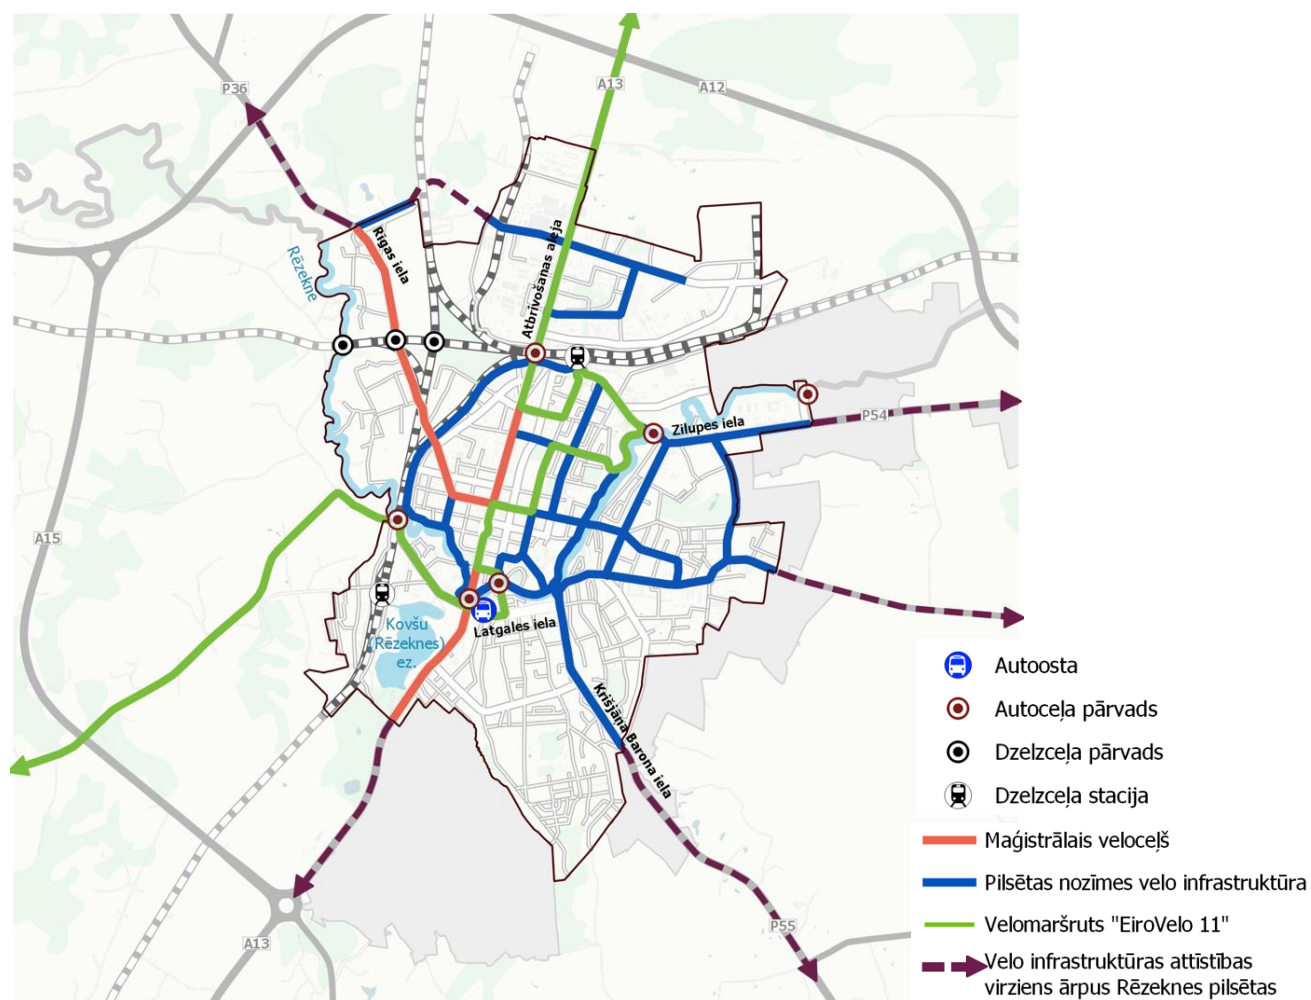 A13
A12
P36
Rīgas iela
Rēzekne
Atbrīvošanas aleja
Zilupes iela
P54
A15
Kovšu
(Rēzeknes)
ez.
Latgales iela
Krišjāņa Barona iela
P55
A13
Autoosta
Autoceļa pārvads
Dzelzceļa pārvads
Dzelzceļa stacija
Maģistrālais veloceļš
Pilsētas nozīmes velo infrastruktūra
Velomaršruts "EiroVelo 11"
Velo infrastruktūras attīstības
virziens ārpus Rēzeknes pilsētas